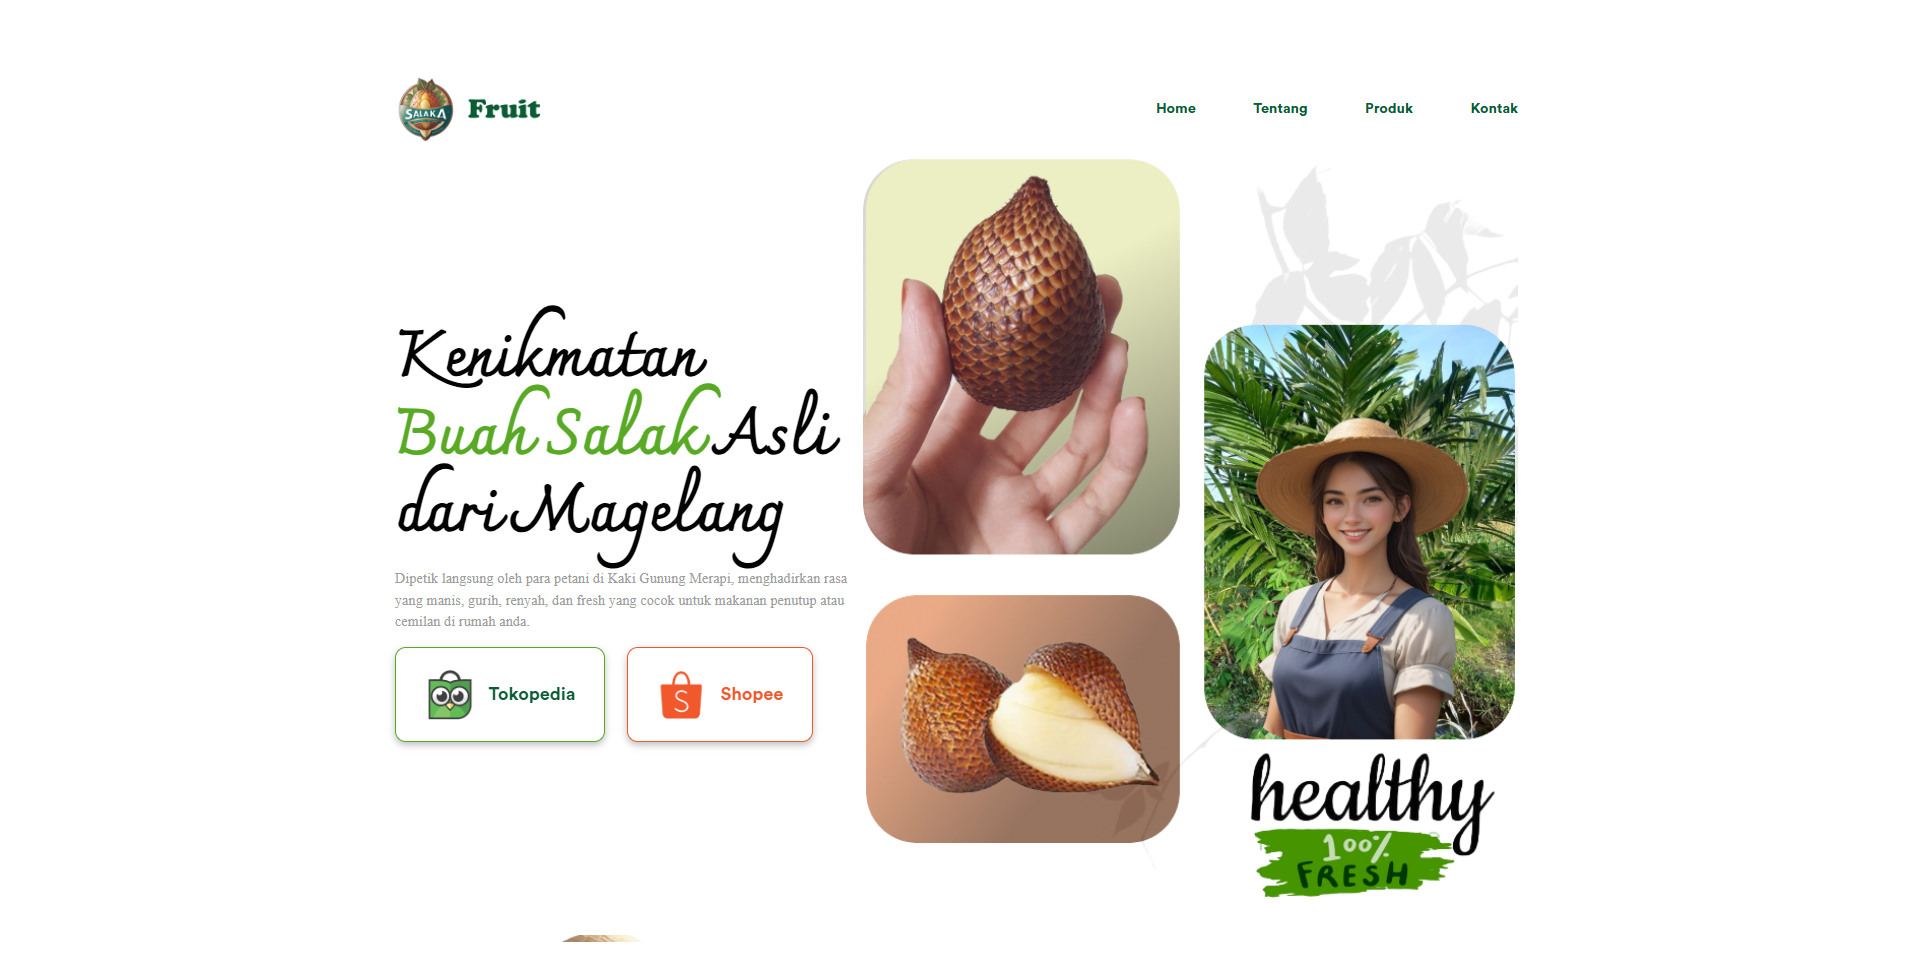 SALAKA
Fruit
Home
Tentang
Produk
Kontak
Kenikmatan
Buah Salak Asli
dari Magelang
Dipetik langsung oleh para petani di Kaki Gunung Merapi, menghadirkan rasa
yang manis, gurih, renyah, dan fresh yang cocok untuk makanan penutup atau
cemilan di rumah anda.
Tokopedia
S
Shopee
healthy
100%
FRESH